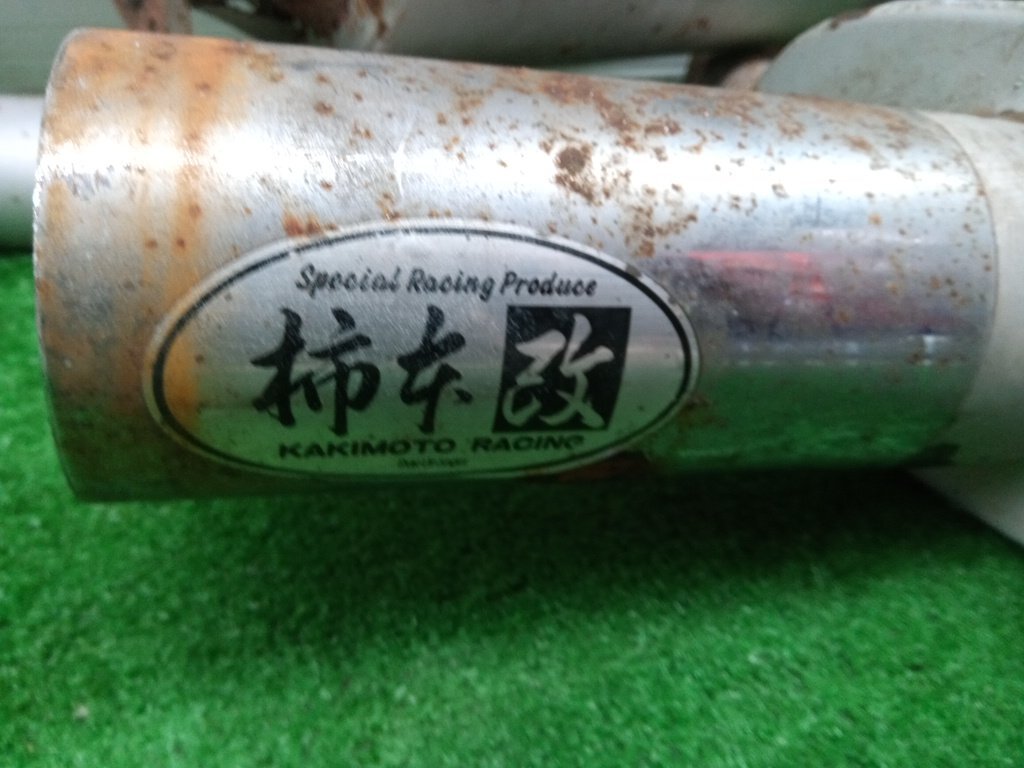 Special Racing Produce
柿本改
KAKIMOTO RACING